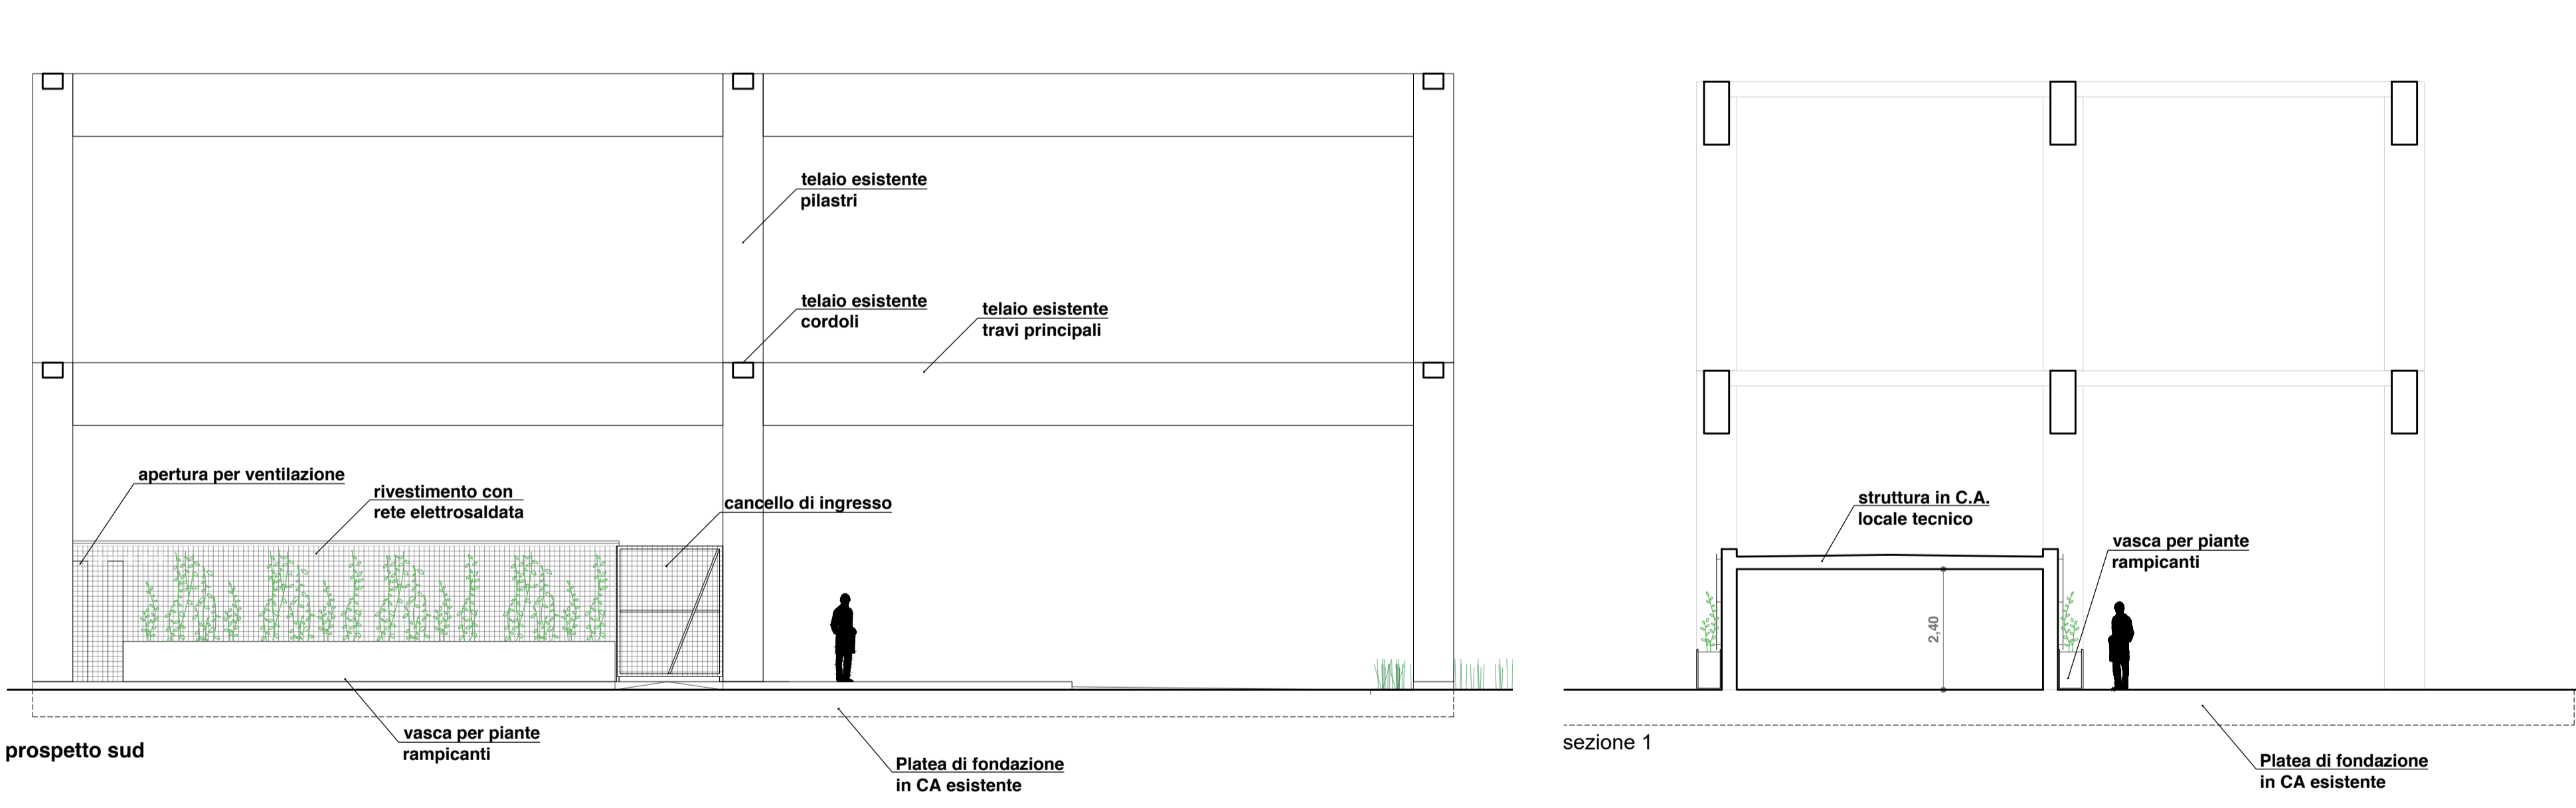 telaio esistente
pilastri
telaio esistente
cordoli
telaio esistente
travi principali
apertura per ventilazione
rivestimento con
rete elettrosaldata
cancello di ingresso
vasca per piante
rampicanti
Platea di fondazione
in CA esistente
prospetto sud
struttura in C.A.
locale tecnico
vasca per piante
rampicanti
2,40
sezione 1
Platea di fondazione
in CA esistente